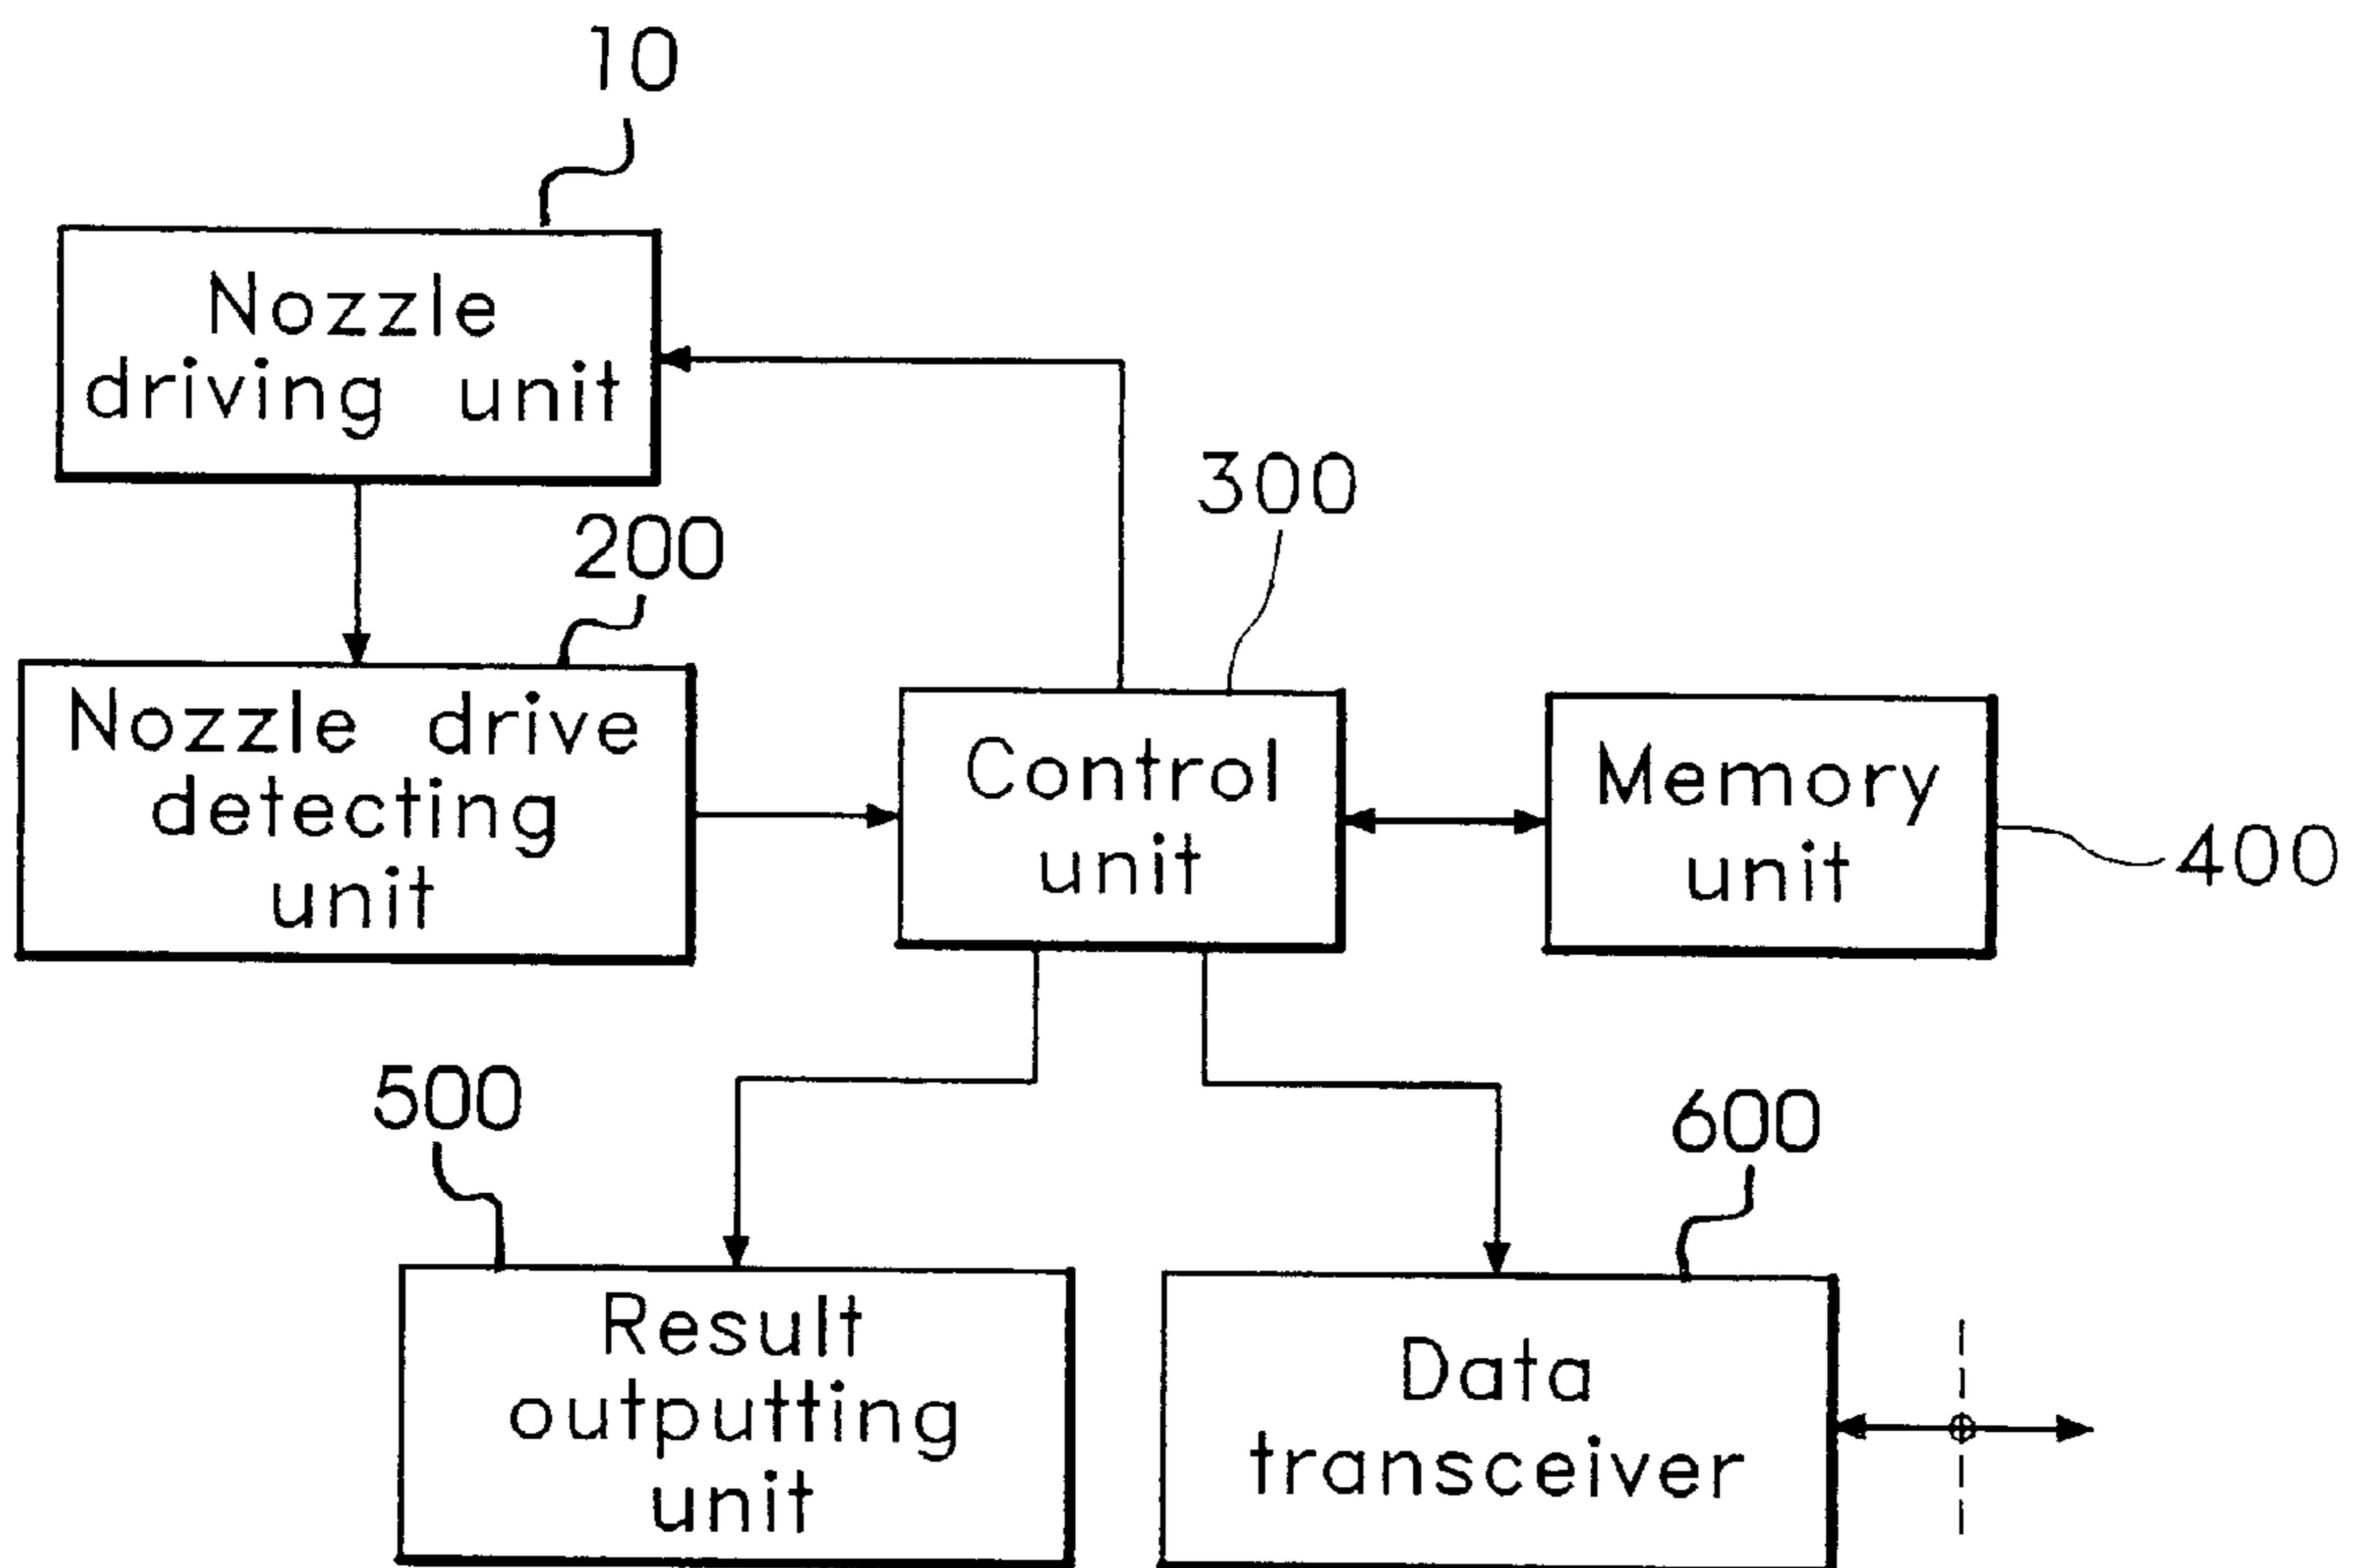 10
Nozzle
driving unit
200
300
Nozzle drive
detecting
unit
Control
unit
Memory
unit
400
500
600
Result
outputting
unit
Data
transceiver